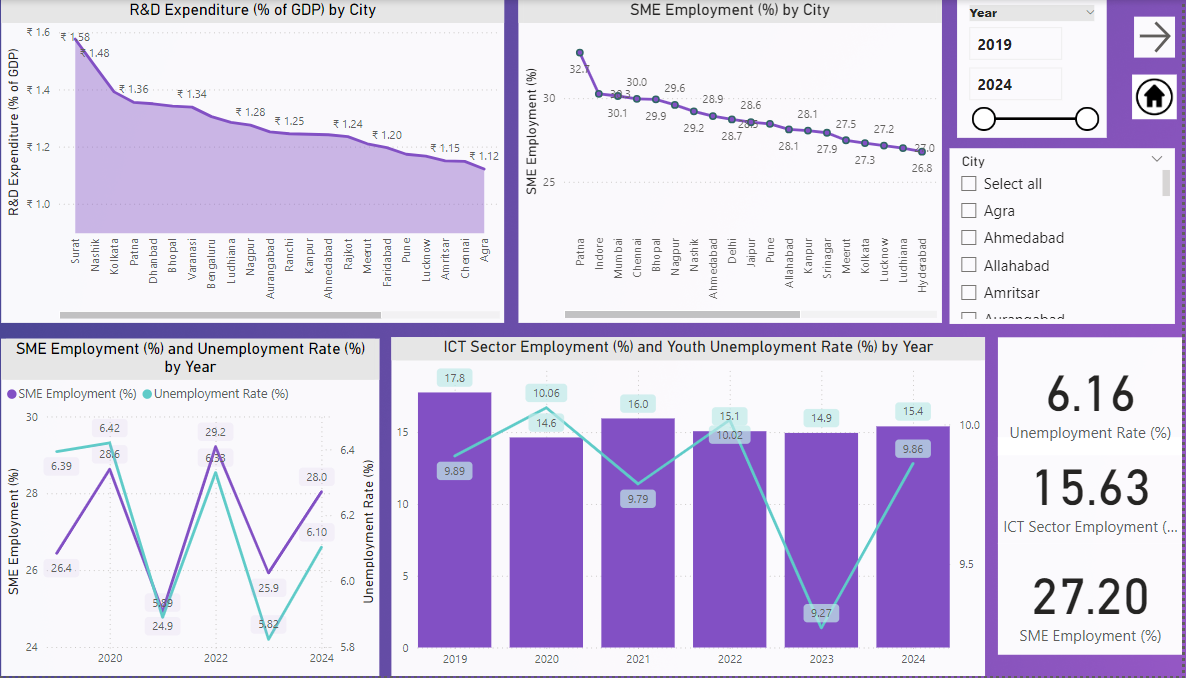 R&D Expenditure (% of GDP) by City
R&D Expenditure (% of GDP)
₹ 1.6
₹ 1.4
₹ 1.2
₹ 1.0
₹ 1.58
₹ 1.48
₹ 1.36
₹ 1.34
₹ 1.28
₹ 1.25
₹ 1.24
₹ 1.20
₹ 1.15
₹ 1.12
Surat
Nashik
Kolkata
Patna
Dhanbad
Bhopal
Varanasi
Bengaluru
Ludhiana
Nagpur
Aurangabad
Ranchi
Kanpur
Ahmedabad
Rajkot
Meerut
Faridabad
Pune
Lucknow
Amritsar
Chennai
Agra
SME Employment (%) by City
SME Employment (%)
30
25
32.7
30.3
30.1
30.0
29.9
29.6
29.2
28.9
28.7
28.6
28.1
28.1
27.9
27.5
27.3
27.2
27.0
26.8
Patna
Indore
Mumbai
Chennai
Bhopal
Nagpur
Nashik
Ahmedabad
Delhi
Jaipur
Pune
Allahabad
Kanpur
Srinagar
Meerut
Kolkata
Lucknow
Ludhiana
Hyderabad
Year
2019
2024
City
Select all
Agra
Ahmedabad
Allahabad
Amritsar
Aurangabad
SME Employment (%) and Unemployment Rate (%)
by Year
SME Employment (%) Unemployment Rate (%)
SME Employment (%)
30
28
26
24
6.39
6.42
28.6
26.4
5.89
24.9
29.2
6.33
25.9
5.82
28.0
6.10
6.4
6.2
6.0
5.8
Unemployment Rate (%)
2020
2022
2024
ICT Sector Employment (%) and Youth Unemployment Rate (%) by Year
15
10
5
0
17.8
9.89
10.06
14.6
16.0
9.79
15.1
10.02
14.9
9.27
15.4
9.86
10.0
9.5
2019
2020
2021
2022
2023
2024
6.16
Unemployment Rate (%)
15.63
ICT Sector Employment (...
27.20
SME Employment (%)